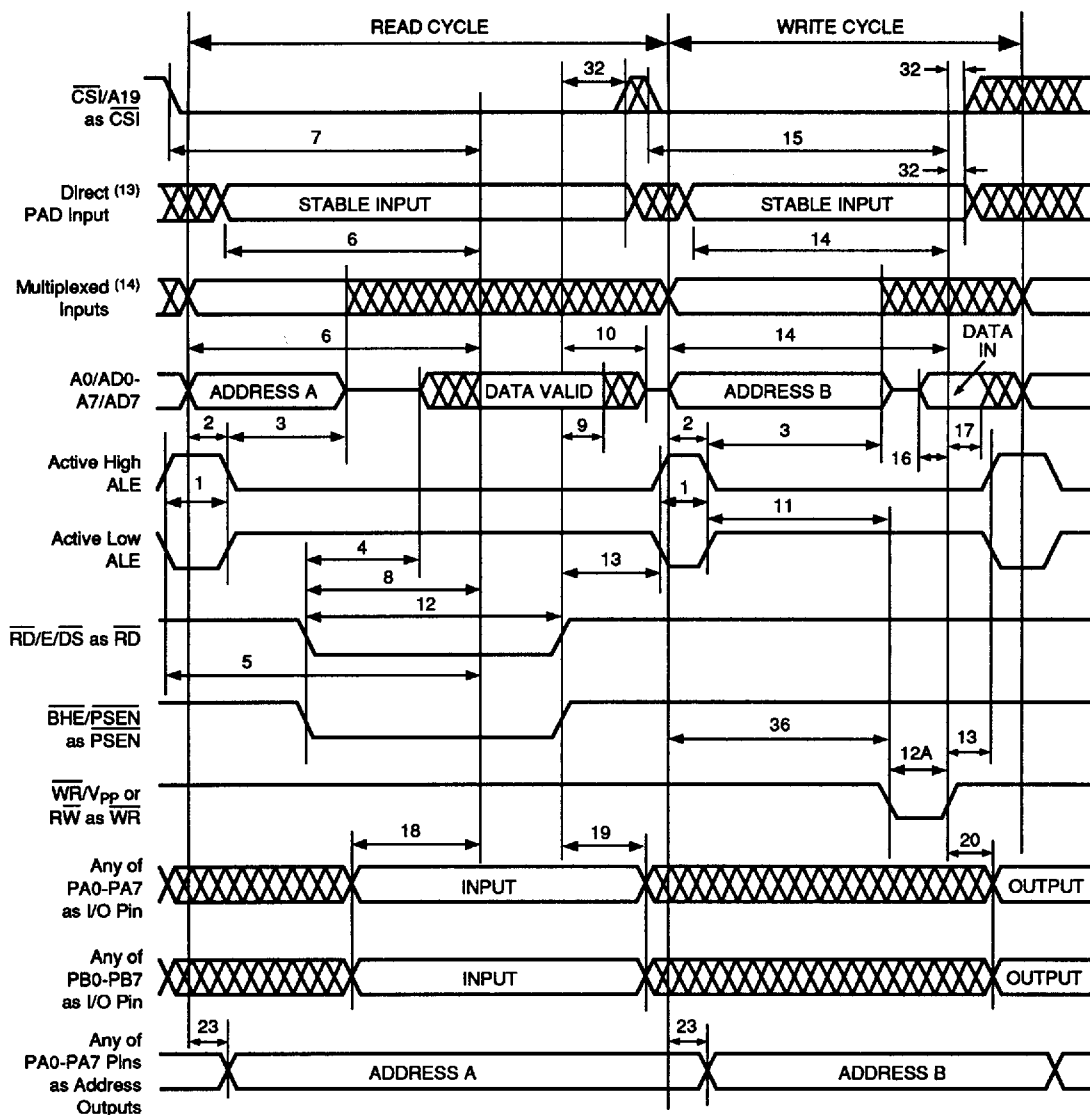 READ CYCLE
WRITE CYCLE
32
32
CSI/A19
as CSI
7
15
32
Direct (13)
PAD Input
STABLE INPUT
STABLE INPUT
6
14
Multiplexed (14)
Inputs
6
10
14
DATA
IN
A0/AD0-
A7/AD7
ADDRESS A
DATA VALID
ADDRESS B
2
3
9
2
3
16
17
Active High
ALE
1
1
11
Active Low
ALE
4
8
13
12
RD/E/DS as RD
5
BHE/PSEN
as PSEN
36
12A
13
WR/VPP or
RW as WR
18
19
20
Any of
PA0-PA7
as I/O Pin
INPUT
OUTPUT
Any of
PB0-PB7
as I/O Pin
INPUT
OUTPUT
23
23
Any of
PA0-PA7 Pins
as Address
Outputs
ADDRESS A
ADDRESS B